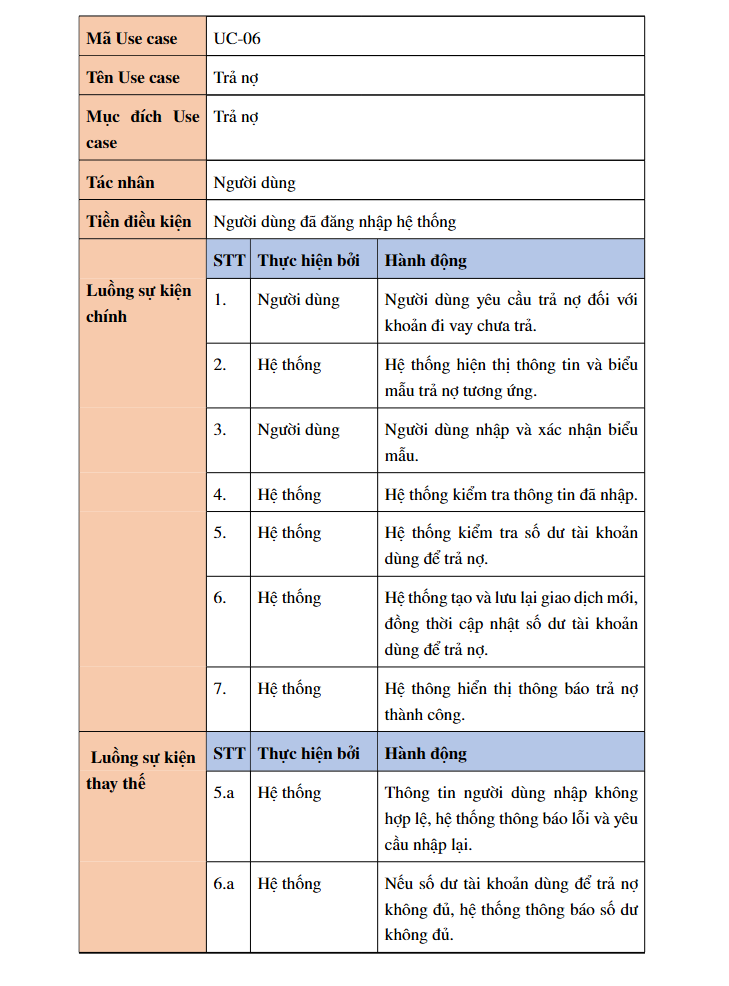 Mã Use case UC-06
Tên Use case Trả nợ
Mục đích Use Trả nợ
case
Tác nhân Người dùng
Tiền điều kiện Người dùng đã đăng nhập hệ thống
STT Thực hiện bởi Hành động
Luồng sự kiện
chính
1. Người dùng Người dùng yêu cầu trả nợ đối với
khoản đi vay chưa trả.
2. Hệ thống Hệ thống hiện thị thông tin và biểu
mẫu trả nợ tương ứng.
3. Người dùng Người dùng nhập và xác nhận biểu
mẫu.
4. Hệ thống Hệ thống kiểm tra thông tin đã nhập.
5. Hệ thống Hệ thống kiểm tra số dư tài khoản
dùng để trả nợ.
6. Hệ thống Hệ thống tạo và lưu lại giao dịch mới,
đồng thời cập nhật số dư tài khoản
dùng để trả nợ.
7. Hệ thống Hệ thông hiển thị thông báo trả nợ
thành công.
Luồng sự kiện
thay thế
STT Thực hiện bởi Hành động
5.a Hệ thống Thông tin người dùng nhập không
hợp lệ, hệ thống thông báo lỗi và yêu
cầu nhập lại.
6.a Hệ thống Nếu số dư tài khoản dùng để trả nợ
không đủ, hệ thống thông báo số dư
không đủ.